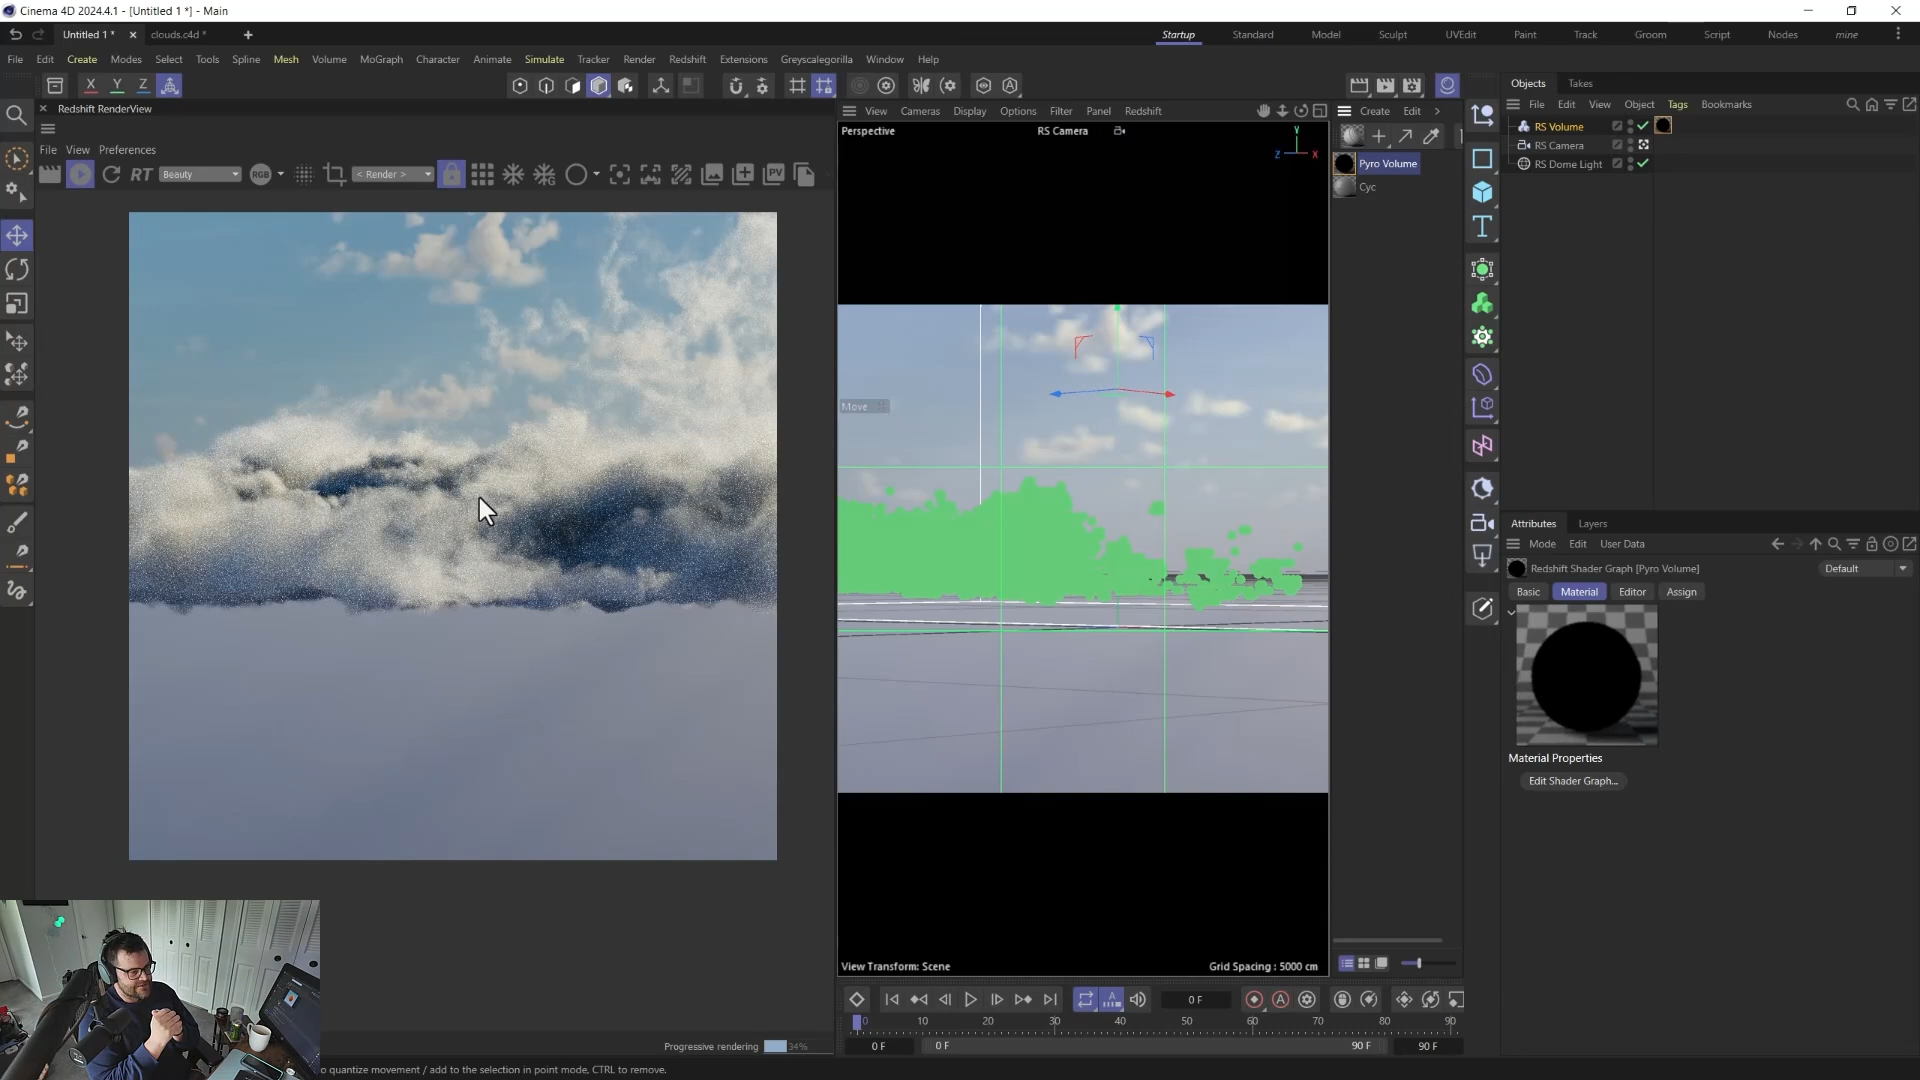 Cinema 4D 2024.4.1 - [Untitled 1 *] - Main
Untitled 1 *
clouds.c4d *
Startup
Standard
Model
Sculpt
UVEdit
Paint
Track
Groom
Script
Nodes
mine
File Edit Create Modes Select Tools Spline Mesh Volume MoGraph Character Animate Simulate Tracker Render Redshift Extensions Greyscalegorilla Window Help
X Y Z
Redshift RenderView
File View Preferences
RT
Beauty
RGB
< Render >
PV
View Cameras Display Options Filter Panel Redshift
Perspective
RS Camera
Y
Z
X
Move
View Transform: Scene
Grid Spacing : 5000 cm
Create Edit
Pyro Volume
Cyc
Objects Takes
File Edit View Object Tags Bookmarks
RS Volume
RS Camera
RS Dome Light
Attributes Layers
Mode Edit User Data
Redshift Shader Graph [Pyro Volume]
Default
Basic Material Editor Assign
Material Properties
Edit Shader Graph...
0 F
0 10 20 30 40 50 60 70 80 90
0 F
0 F
90 F
90 F
Progressive rendering
34%
o quantize movement / add to the selection in point mode, CTRL to remove.